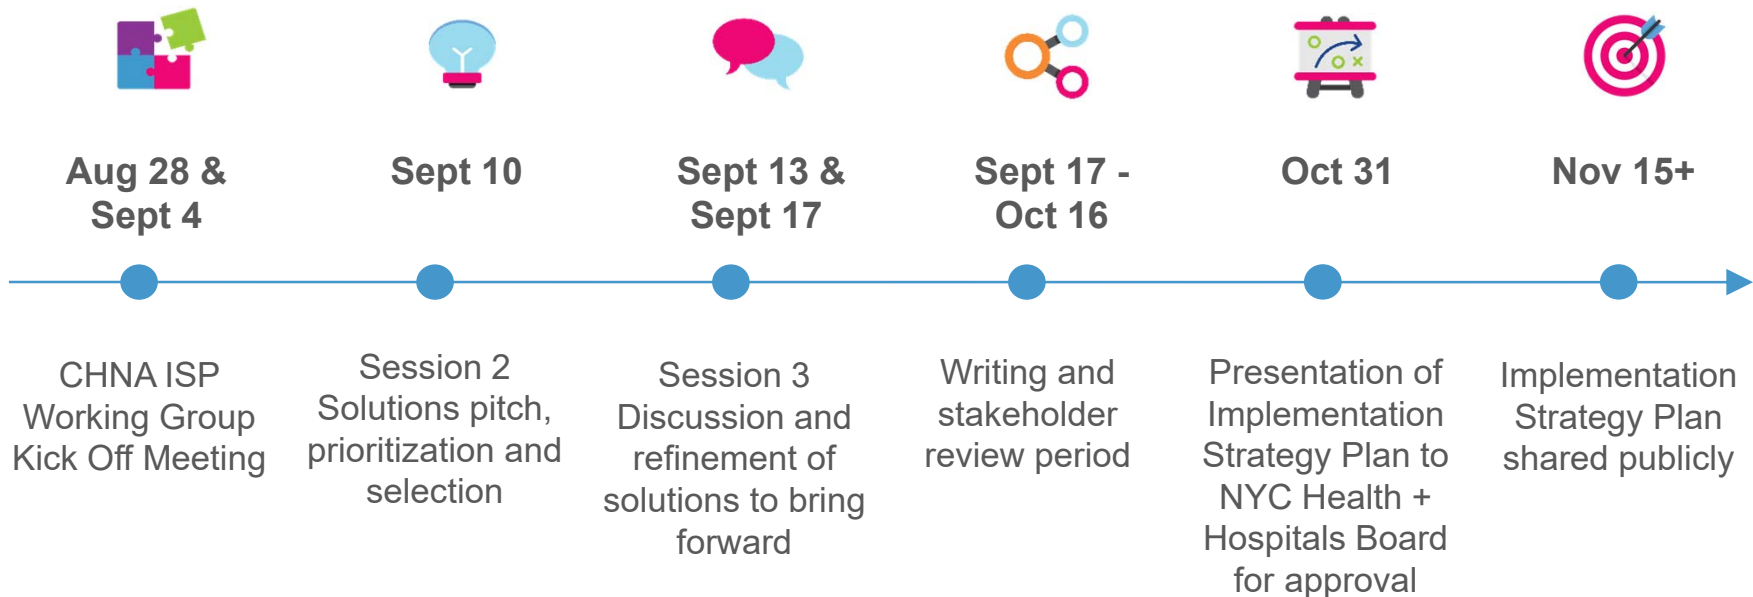 Aug 28 &
Sept 4
Sept 10
Sept 13 &
Sept 17
Sept 17 -
Oct 16
Oct 31
Nov 15+
CHNA ISP
Working Group
Kick Off Meeting
Session 2
Solutions pitch,
prioritization and
selection
Session 3
Discussion and
refinement of
solutions to bring
forward
Writing and
stakeholder
review period
Presentation of
Implementation
Strategy Plan to
NYC Health +
Hospitals Board
for approval
Implementation
Strategy Plan
shared publicly